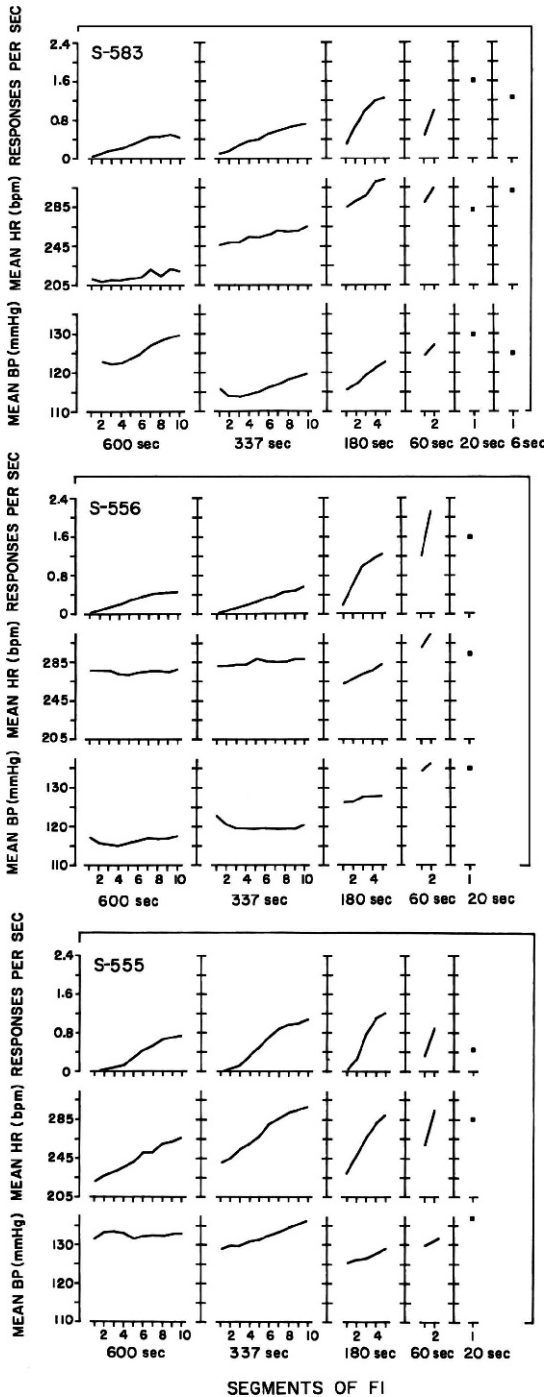 S-583
RESPONSES PER SEC
2.4
1.6
0.8
0
MEAN HR (bpm)
285
245
205
MEAN BP (mmHg)
130
120
110
2 4 6 8 10 2 4 6 8 10 2 4 2 1 1
600 sec 337 sec 180 sec 60 sec 20 sec 6 sec
S-556
RESPONSES PER SEC
2.4
1.6
0.8
0
MEAN HR (bpm)
285
245
205
MEAN BP (mmHg)
130
120
110
2 4 6 8 10 2 4 6 8 10 2 4 2 1
600 sec 337 sec 180 sec 60 sec 20 sec
S-555
RESPONSES PER SEC
2.4
1.6
0.8
0
MEAN HR (bpm)
285
245
205
MEAN BP (mmHg)
130
120
110
2 4 6 8 10 2 4 6 8 10 2 4 2 1
600 sec 337 sec 180 sec 60 sec 20 sec
SEGMENTS OF FI